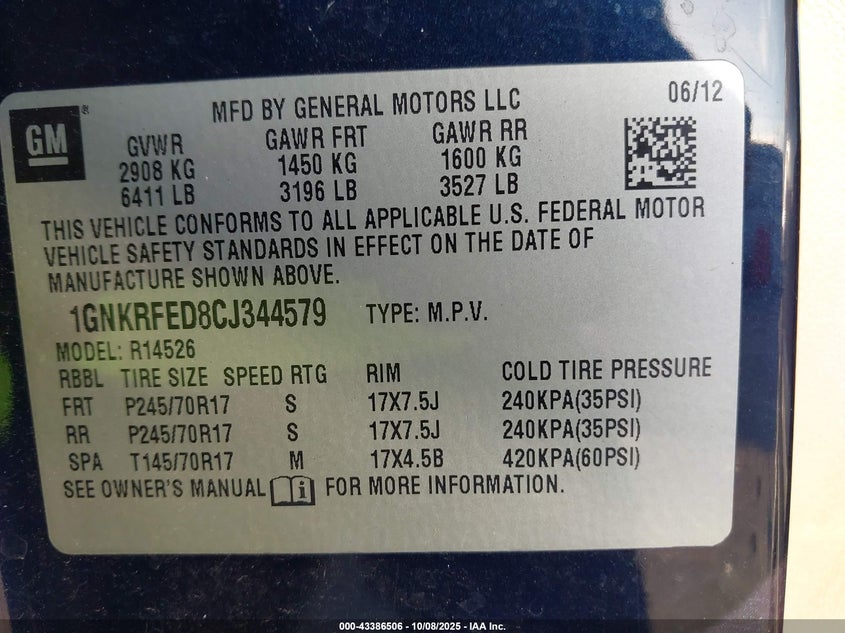 GM ®
MFD BY GENERAL MOTORS LLC
06/12
GVWR GAWR FRT GAWR RR
2908 KG 1450 KG 1600 KG
6411 LB 3196 LB 3527 LB
THIS VEHICLE CONFORMS TO ALL APPLICABLE U.S. FEDERAL MOTOR
VEHICLE SAFETY STANDARDS IN EFFECT ON THE DATE OF
MANUFACTURE SHOWN ABOVE.
1GNKRFED8CJ344579 TYPE: M.P.V.
MODEL: R14526
RBBL TIRE SIZE SPEED RTG RIM COLD TIRE PRESSURE
FRT P245/70R17 S 17X7.5J 240KPA(35PSI)
RR P245/70R17 S 17X7.5J 240KPA(35PSI)
SPA T145/70R17 M 17X4.5B 420KPA(60PSI)
SEE OWNER'S MANUAL i FOR MORE INFORMATION.
000-43386506 - 10/08/2025 - IAA Inc.